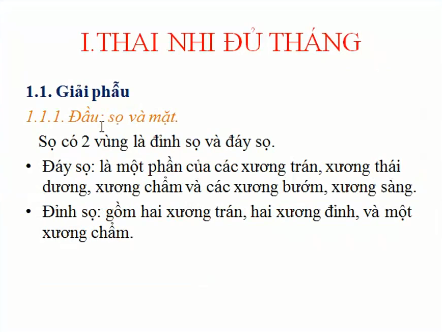 I.THAI NHI ĐỦ THÁNG
1.1. Giải phẫu
1.1.1. Đầu: sọ và mặt.
Sọ có 2 vùng là đỉnh sọ và đáy sọ.
• Đáy sọ: là một phần của các xương trán, xương thái
dương, xương chẩm và các xương bướm, xương sàng.
• Đỉnh sọ: gồm hai xương trán, hai xương đỉnh, và một
xương chẩm.